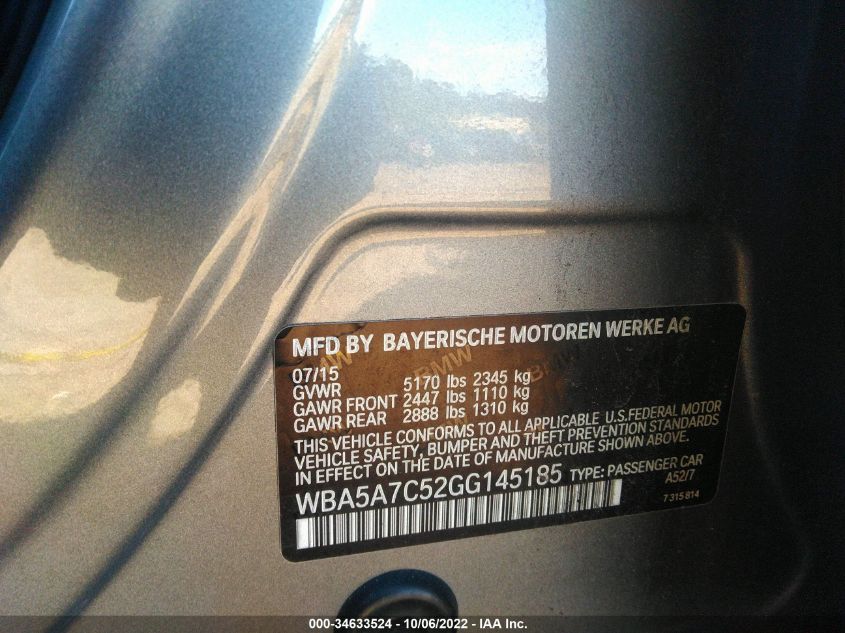 MFD BY BAYERISCHE MOTOREN WERKE AG
07/15
GVWR 5170 lbs 2345 kg
GAWR FRONT 2447 lbs 1110 kg
GAWR REAR 2888 lbs 1310 kg
THIS VEHICLE CONFORMS TO ALL APPLICABLE U.S.FEDERAL MOTOR
VEHICLE SAFETY, BUMPER AND THEFT PREVENTION STANDARDS
IN EFFECT ON THE DATE OF MANUFACTURE SHOWN ABOVE.
WBA5A7C52GG145185 TYPE: PASSENGER CAR
A52/7
7 315 814
BMW
BMW
BMW
000-34633524 - 10/06/2022 - IAA Inc.